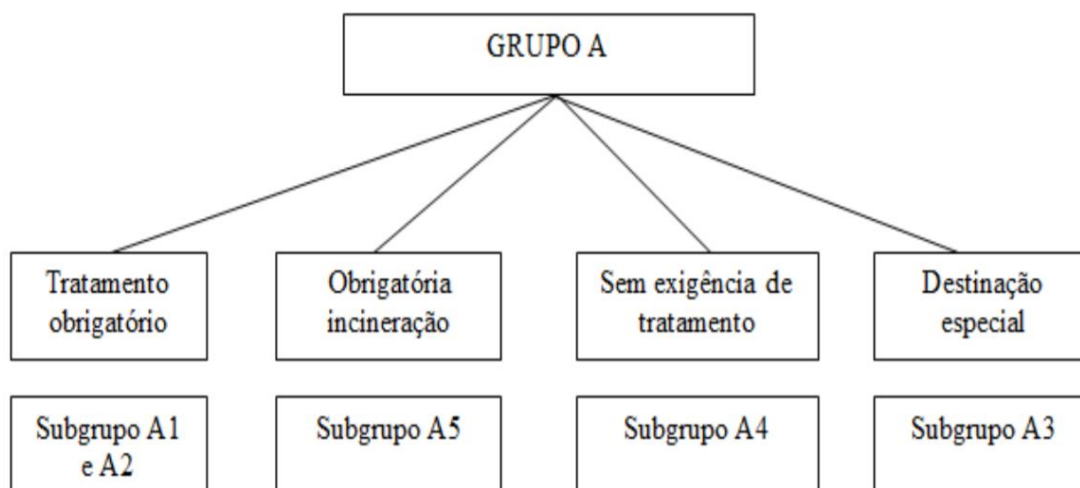 GRUPO A
Tratamento
obrigatório
Obrigatória
incineração
Sem exigência de
tratamento
Destinação
especial
Subgrupo A1
e A2
Subgrupo A5
Subgrupo A4
Subgrupo A3